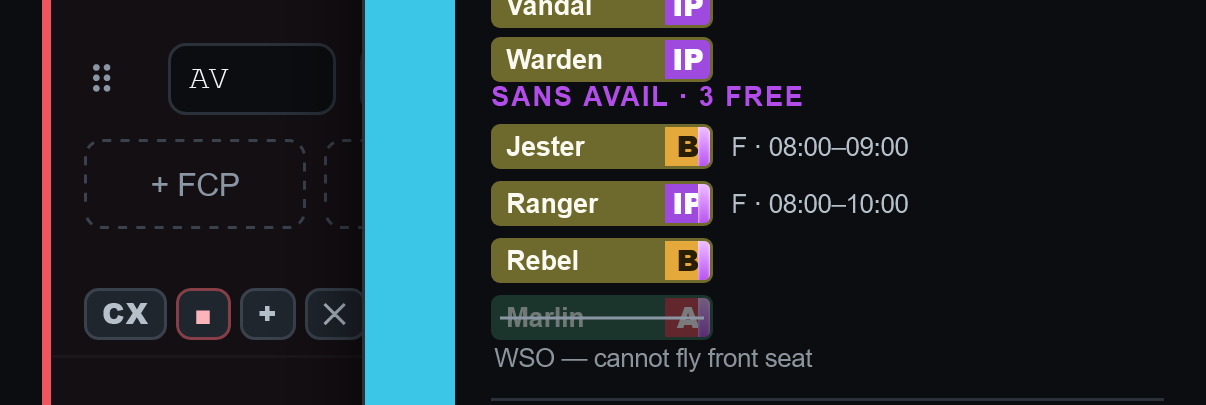 Vandal IP
Warden IP
AV
SANS AVAIL · 3 FREE
Jester B F · 08:00–09:00
+ FCP
Ranger IP F · 08:00–10:00
Rebel B
CX ■ + ×
Marlin A
WSO — cannot fly front seat